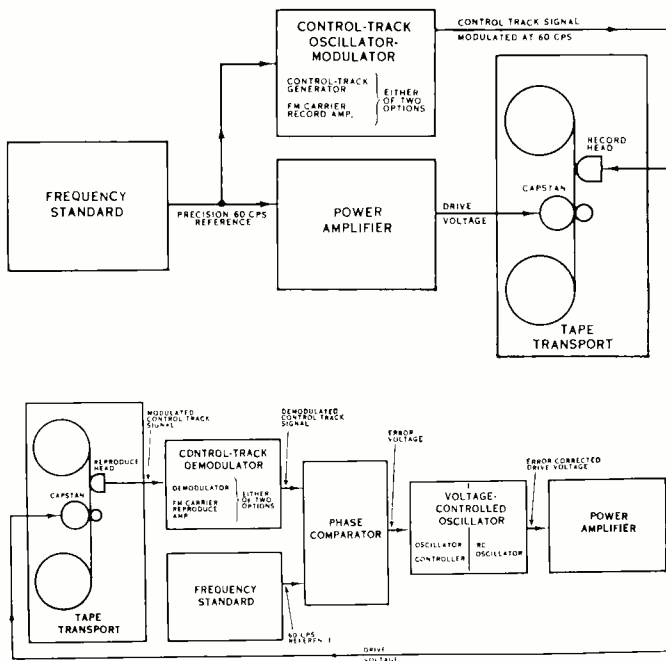 CONTROL-TRACK
OSCILLATOR-
MODULATOR
CONTROL-TRACK
GENERATOR
FM CARRIER
RECORD AMP.
EITHER
OF TWO
OPTIONS
CONTROL TRACK SIGNAL
MODULATED AT 60 CPS
FREQUENCY
STANDARD
PRECISION 60 CPS
REFERENCE
POWER
AMPLIFIER
DRIVE
VOLTAGE
RECORD
HEAD
CAPSTAN
TAPE
TRANSPORT
MODULATED
CONTROL TRACK
SIGNAL
REPRODUCE
HEAD
CAPSTAN
TAPE
TRANSPORT
CONTROL-TRACK
DEMODULATOR
DEMODULATOR
FM CARRIER
REPRODUCE
AMP
EITHER
OF TWO
OPTIONS
DEMODULATED
CONTROL TRACK
SIGNAL
FREQUENCY
STANDARD
60 CPS
PHASE
COMPARATOR
ERROR
VOLTAGE
VOLTAGE-
CONTROLLED
OSCILLATOR
OSCILLATOR
CONTROLLER
RC
OSCILLATOR
ERROR CORRECTED
DRIVE VOLTAGE
POWER
AMPLIFIER
DRIVE
VOLTAGE